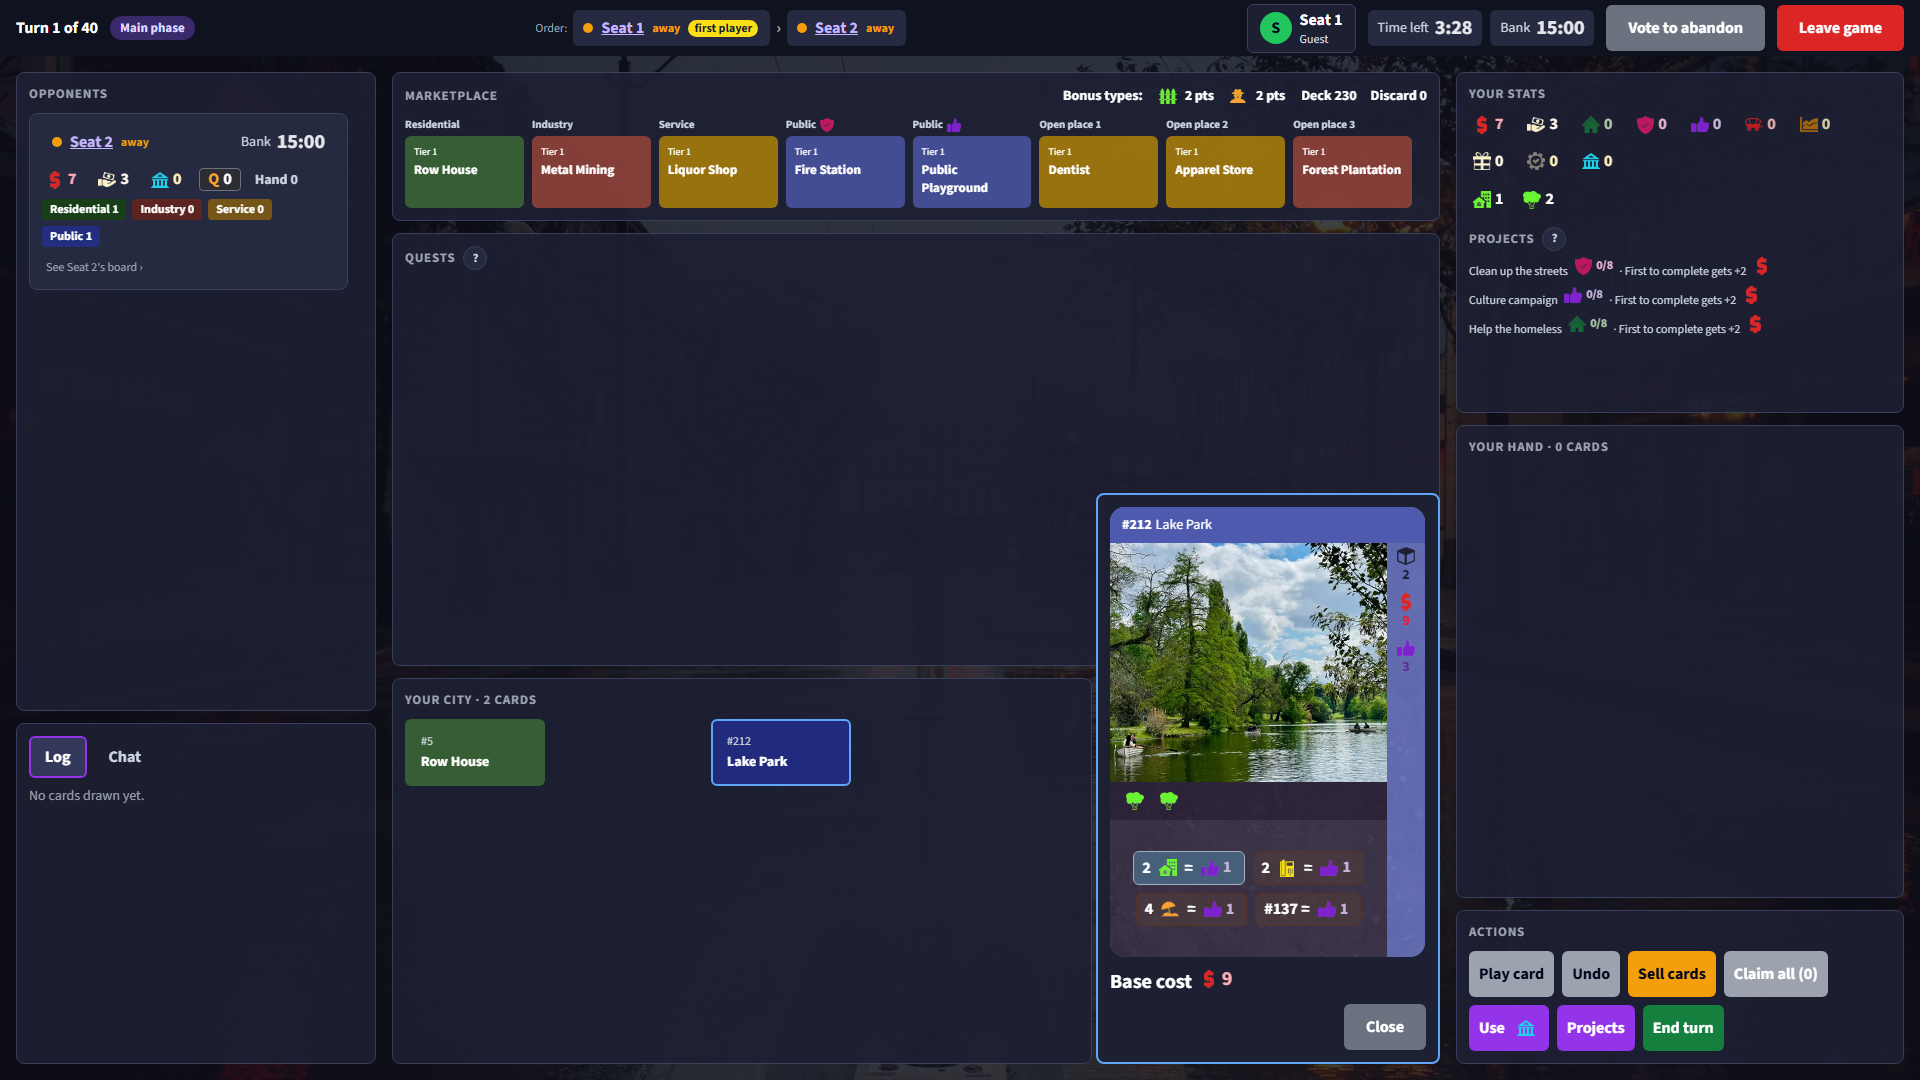 Turn 1 of 40
Main phase
Order:
Seat 1 away first player
›
Seat 2 away
S
Seat 1
Guest
Time left 3:28
Bank 15:00
Vote to abandon
Leave game
OPPONENTS
Seat 2 away
Bank 15:00
7
3
0
Q 0
Hand 0
Residential 1
Industry 0
Service 0
Public 1
See Seat 2's board ›
Log
Chat
No cards drawn yet.
MARKETPLACE
Bonus types:
2 pts
2 pts
Deck 230
Discard 0
Residential
Tier 1
Row House
Industry
Tier 1
Metal Mining
Service
Tier 1
Liquor Shop
Public
Tier 1
Fire Station
Public
Tier 1
Public
Playground
Open place 1
Tier 1
Dentist
Open place 2
Tier 1
Apparel Store
Open place 3
Tier 1
Forest Plantation
QUESTS
?
YOUR CITY · 2 CARDS
#5
Row House
#212
Lake Park
#212 Lake Park
2
$
9
3
2 = 1
2 = 1
4 = 1
#137 = 1
Base cost $ 9
Close
YOUR STATS
$ 7
3
0
0
0
0
0
0
0
0
1
2
PROJECTS
?
Clean up the streets 0/8 · First to complete gets +2 $
Culture campaign 0/8 · First to complete gets +2 $
Help the homeless 0/8 · First to complete gets +2 $
YOUR HAND · 0 CARDS
ACTIONS
Play card
Undo
Sell cards
Claim all (0)
Use
Projects
End turn